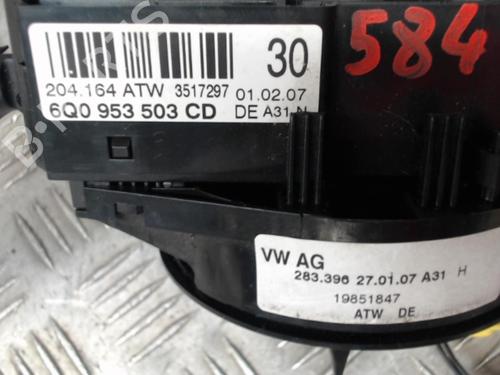 30
584
204.164 ATW 3517297 01.02.07
6Q0 953 503 CD DE A31 N
VW AG
283.396 27.01.07 A31 H
19851847
ATW DE